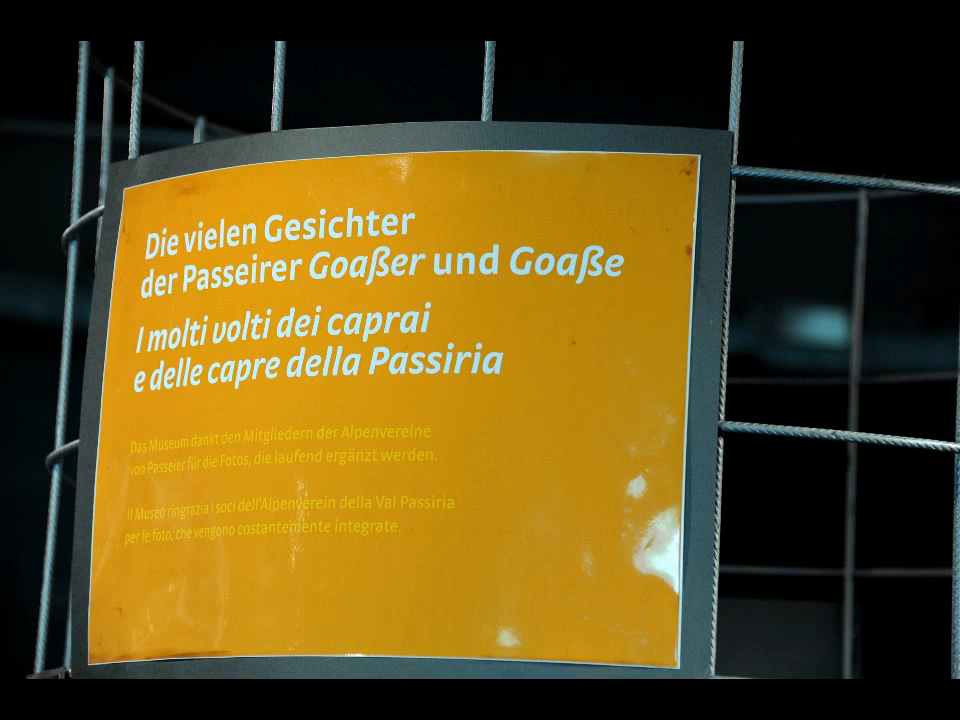 Die vielen Gesichter
der Passeirer Goaßer und Goaße
I molti volti dei caprai
e delle capre della Passiria
Das Museum dankt den Mitgliedern der Alpenvereine
von Passeier für die Fotos, die laufend ergänzt werden.
Il Museo ringrazia i soci dell'Alpenverein della Val Passiria
per le foto, che vengono costantemente integrate.